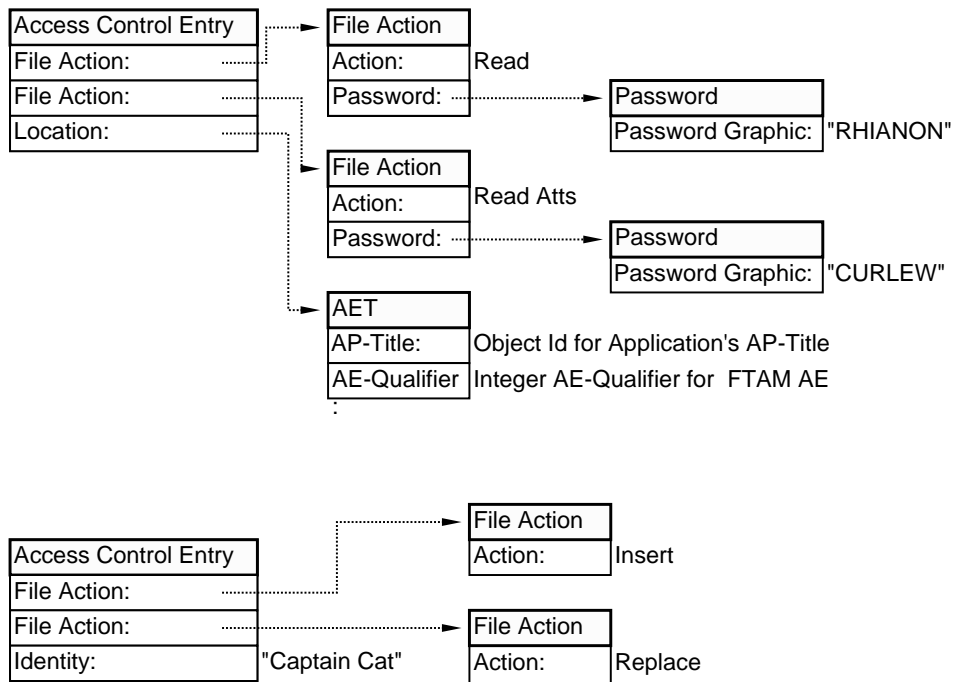 Access Control Entry File Action
File Action: Action: Read
File Action: Password: Password
Location: Password Graphic: "RHIANON"
File Action
Action: Read Atts
Password: Password
Password Graphic: "CURLEW"
AET
AP-Title: Object Id for Application's AP-Title
AE-Qualifier Integer AE-Qualifier for FTAM AE
:
File Action
Access Control Entry Action: Insert
File Action:
File Action: File Action
Identity: "Captain Cat" Action: Replace